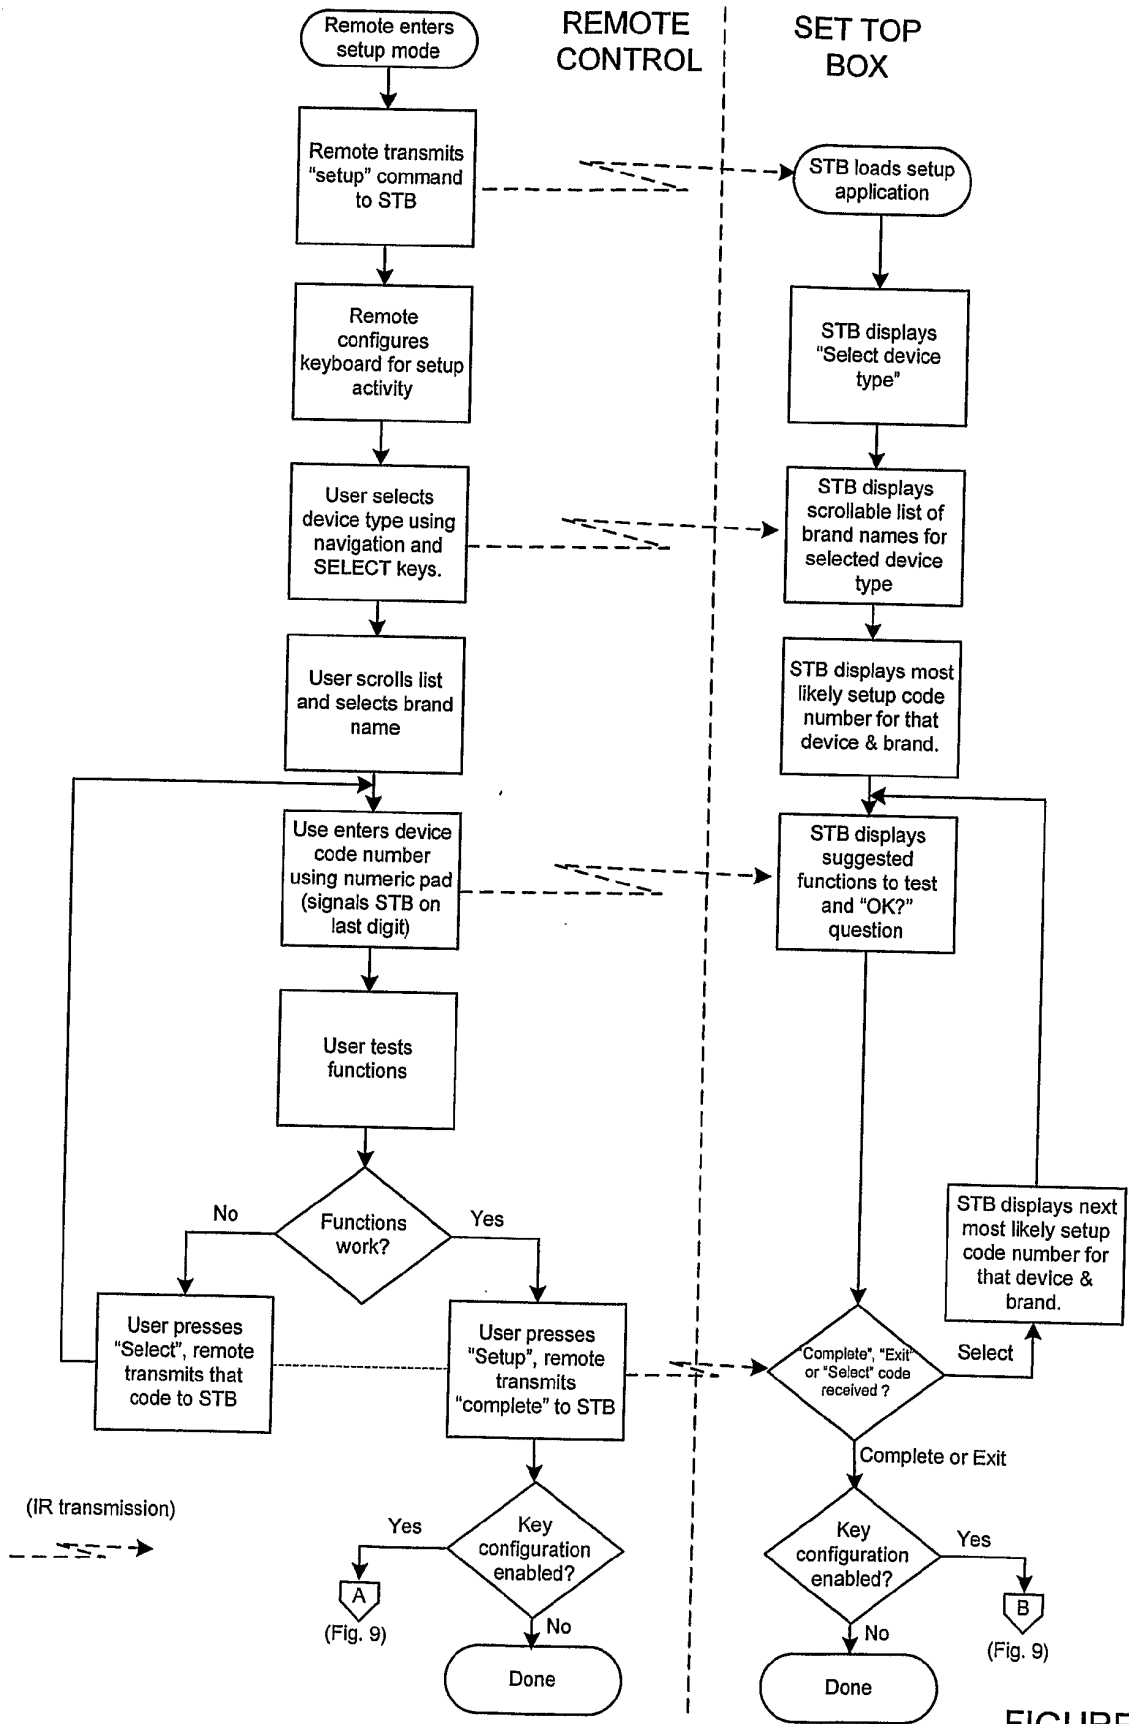 REMOTE
CONTROL
SET TOP
BOX
Remote enters
setup mode
Remote transmits
"setup" command
to STB
Remote
configures
keyboard for setup
activity
User selects
device type using
navigation and
SELECT keys.
User scrolls list
and selects brand
name
Use enters device
code number
using numeric pad
(signals STB on
last digit)
User tests
functions
Functions
work?
No
Yes
User presses
"Select", remote
transmits that
code to STB
User presses
"Setup", remote
transmits
"complete" to STB
Key
configuration
enabled?
Yes
A
(Fig. 9)
No
Done
(IR transmission)
STB loads setup
application
STB displays
"Select device
type"
STB displays
scrollable list of
brand names for
selected device
type
STB displays most
likely setup code
number for that
device & brand.
STB displays
suggested
functions to test
and "OK?"
question
STB displays next
most likely setup
code number for
that device &
brand.
"Complete", "Exit"
or "Select" code
received ?
Select
Complete or Exit
Key
configuration
enabled?
Yes
B
(Fig. 9)
No
Done
FIGURE